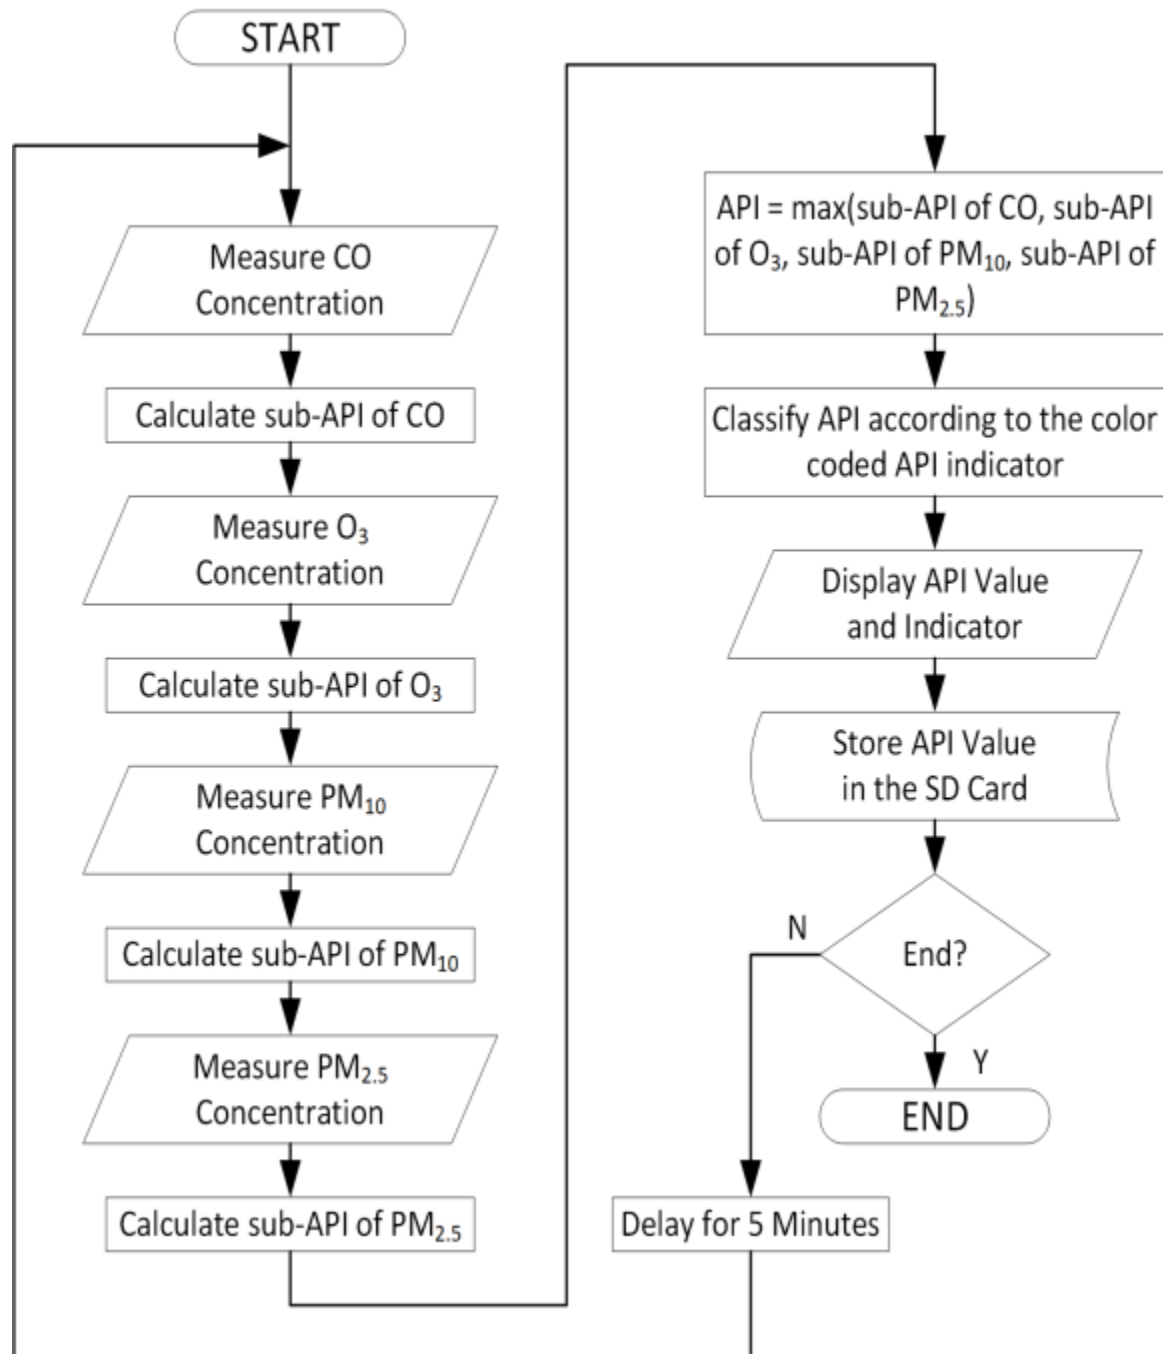 START
Measure CO
Concentration
Calculate sub-API of CO
Measure O₃
Concentration
Calculate sub-API of O₃
Measure PM₁₀
Concentration
Calculate sub-API of PM₁₀
Measure PM₂.₅
Concentration
Calculate sub-API of PM₂.₅
API = max(sub-API of CO, sub-API
of O₃, sub-API of PM₁₀, sub-API of
PM₂.₅)
Classify API according to the color
coded API indicator
Display API Value
and Indicator
Store API Value
in the SD Card
End?
N
Y
END
Delay for 5 Minutes